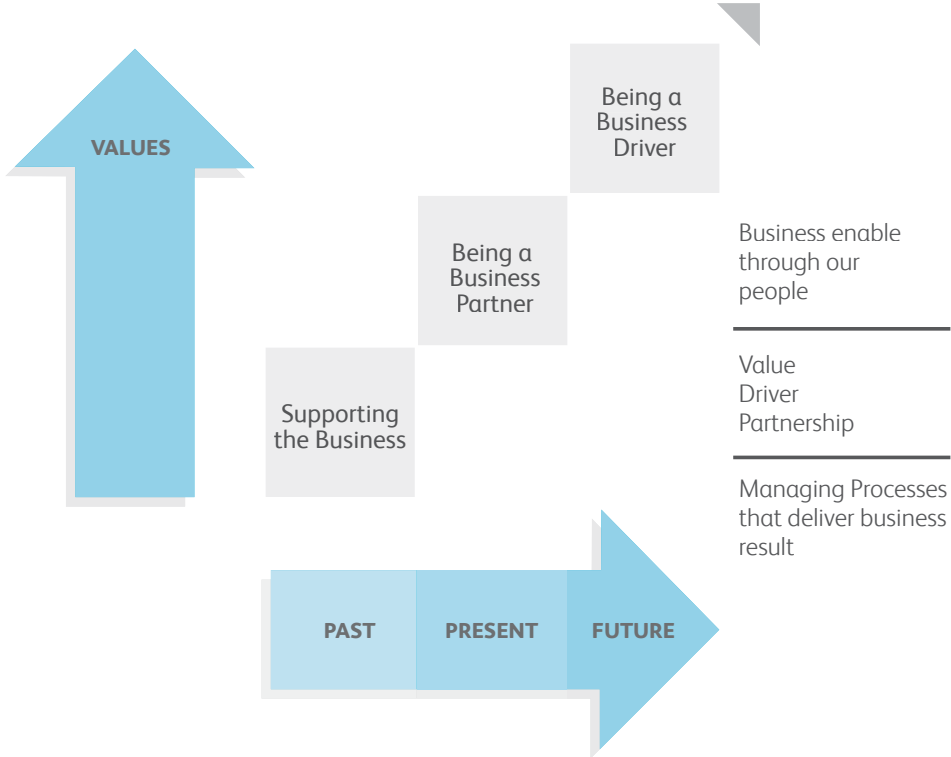 VALUES
Being a
Business
Driver
Being a
Business
Partner
Supporting
the Business
Business enable
through our
people
Value
Driver
Partnership
Managing Processes
that deliver business
result
PAST
PRESENT
FUTURE